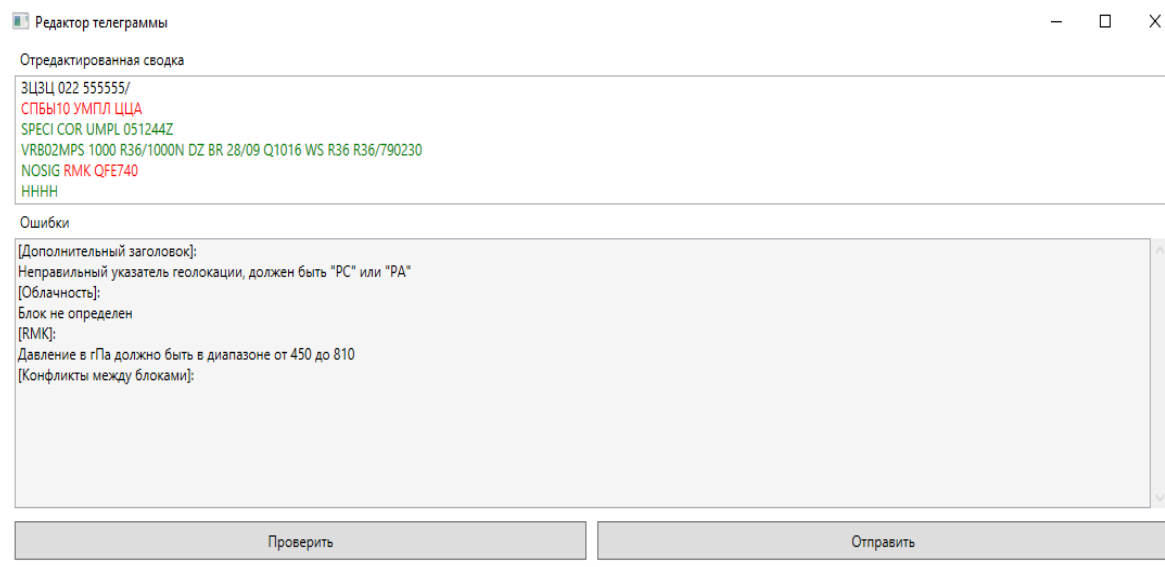 Редактор телеграммы
Отредактированная сводка
ЗЦЗЦ 022 555555/
СПБЫ10 УМПЛ ЦЦА
SPECI COR UMPL 051244Z
VRB02MPS 1000 R36/1000N DZ BR 28/09 Q1016 WS R36 R36/790230
NOSIG RMK QFE740
НННН
Ошибки
[Дополнительный заголовок]:
Неправильный указатель геолокации, должен быть "РС" или "РА"
[Облачность]:
Блок не определен
[RMK]:
Давление в гПа должно быть в диапазоне от 450 до 810
[Конфликты между блоками]:
Проверить
Отправить